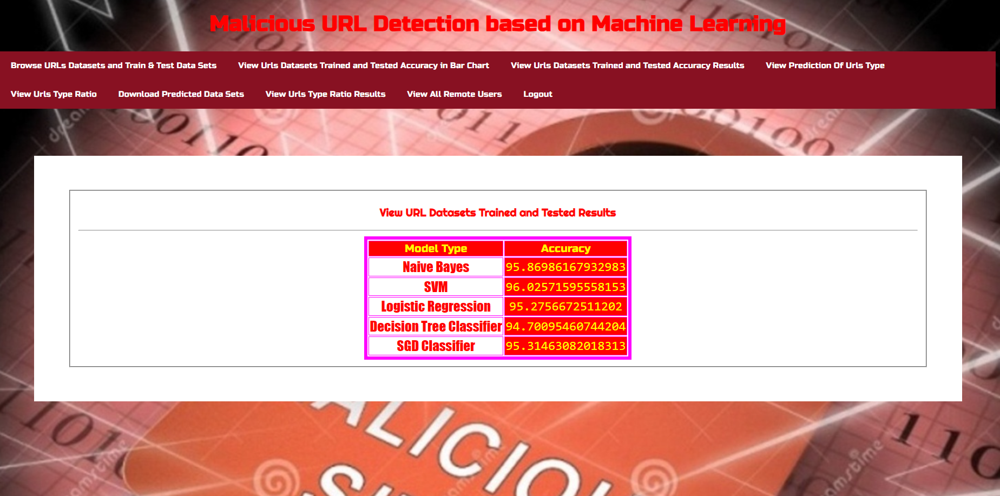 Malicious URL Detection based on Machine Learning
Browse URLs Datasets and Train & Test Data Sets View Urls Datasets Trained and Tested Accuracy in Bar Chart View Urls Datasets Trained and Tested Accuracy Results View Prediction Of Urls Type
View Urls Type Ratio Download Predicted Data Sets View Urls Type Ratio Results View All Remote Users Logout
View URL Datasets Trained and Tested Results
Model Type Accuracy
Naive Bayes 95.86986167932983
SVM 96.02571595558153
Logistic Regression 95.2756672511202
Decision Tree Classifier 94.70095460744204
SGD Classifier 95.31463082018313